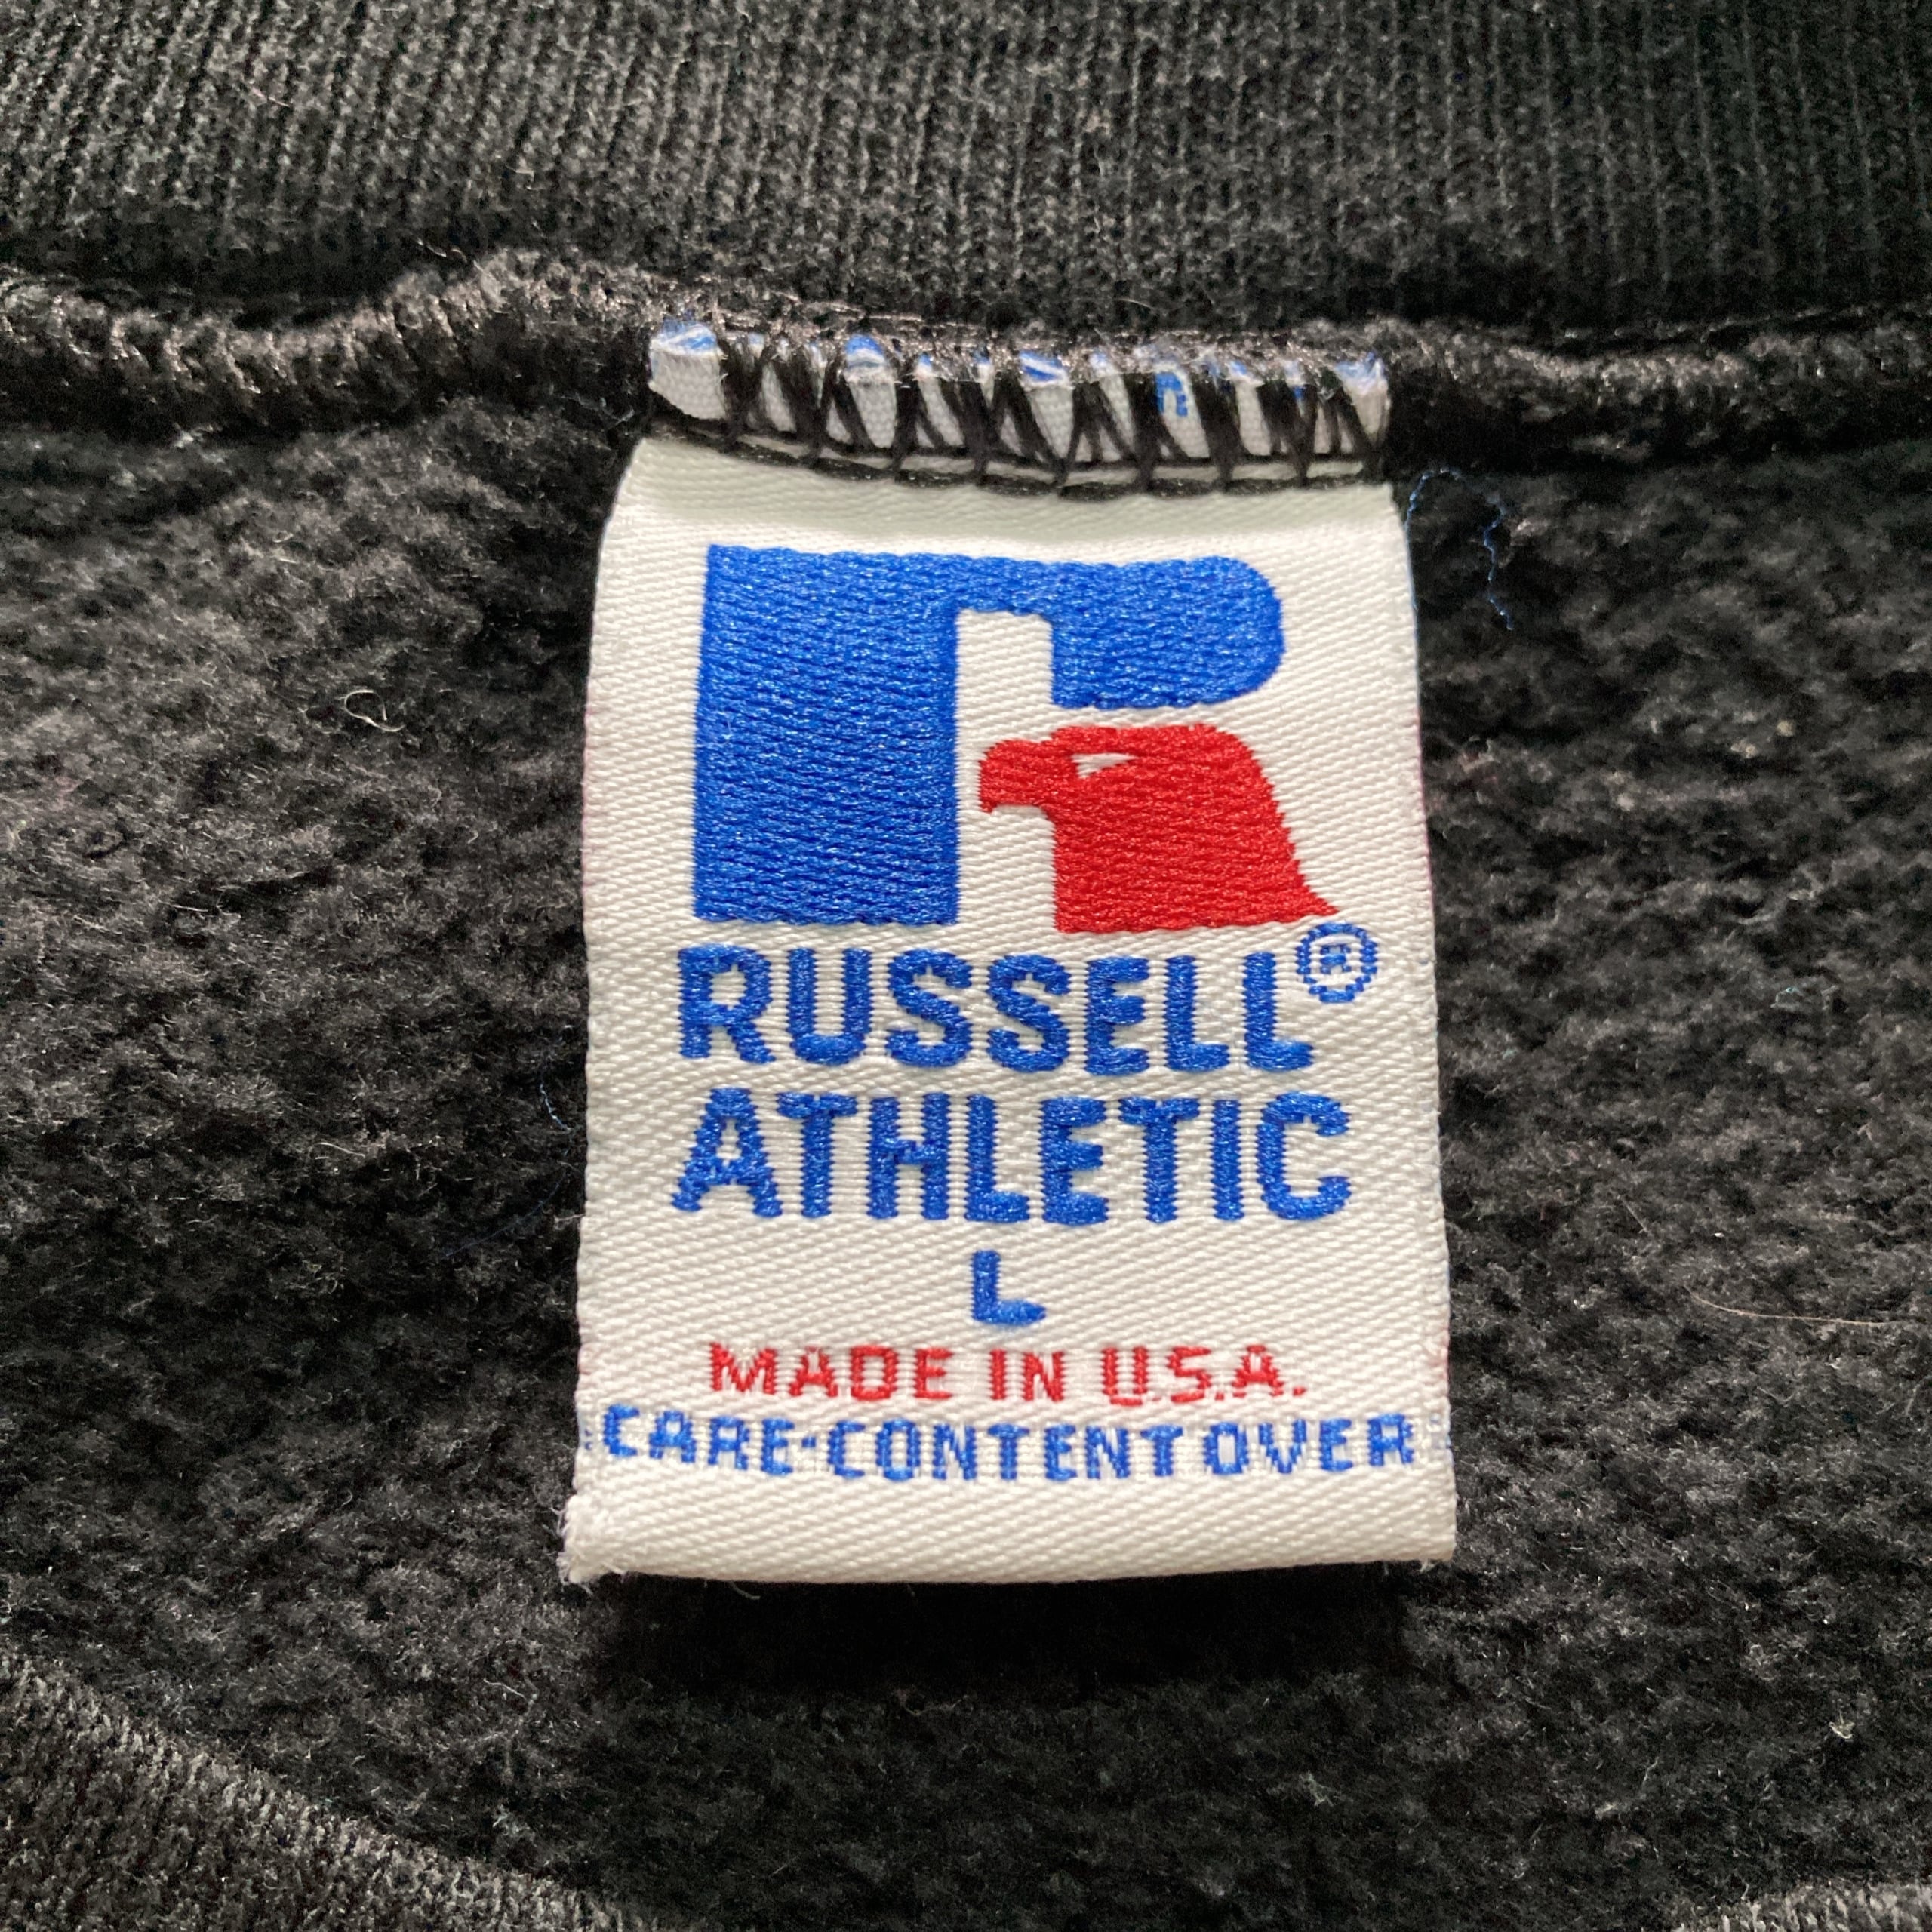 RUSSELL®
ATHLETIC
L
MADE IN U.S.A.
CARE·CONTENT OVER